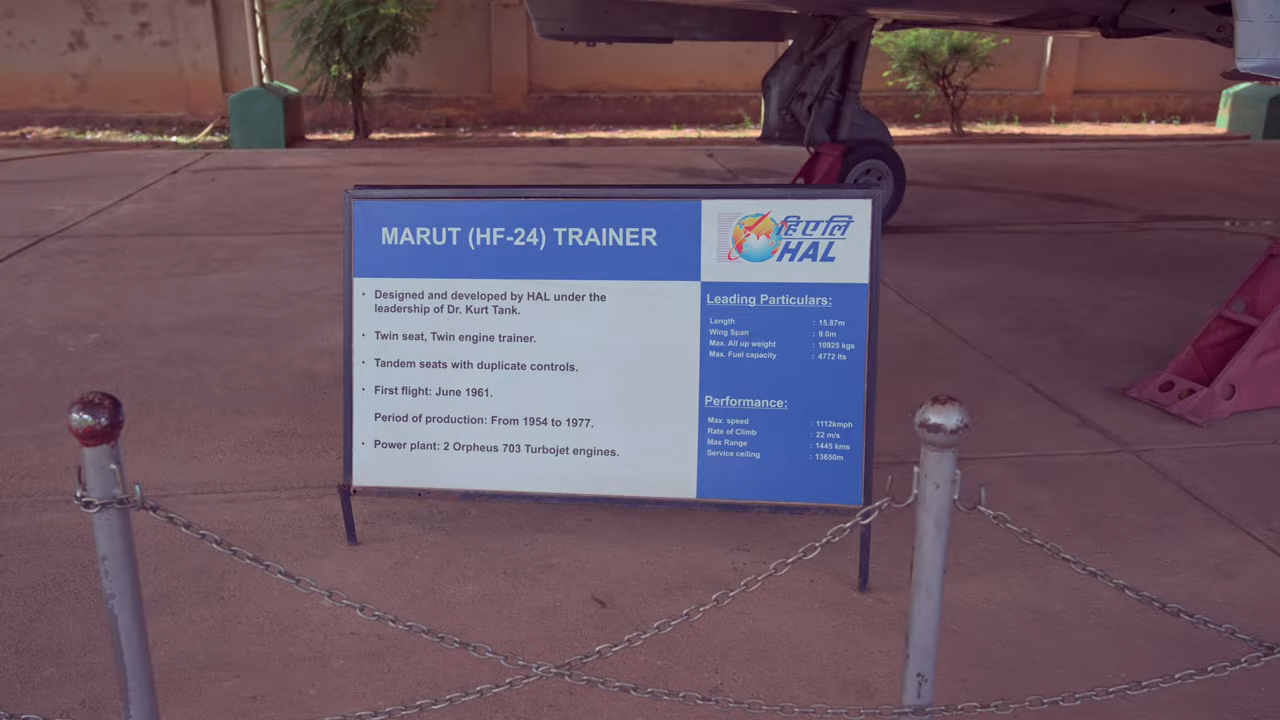 MARUT (HF-24) TRAINER
हिएलि
HAL
• Designed and developed by HAL under the
leadership of Dr. Kurt Tank.
• Twin seat, Twin engine trainer.
• Tandem seats with duplicate controls.
• First flight: June 1961.
Period of production: From 1954 to 1977.
• Power plant: 2 Orpheus 703 Turbojet engines.
Leading Particulars:
Length : 15.87m
Wing Span : 9.0m
Max. All up weight : 10925 kgs
Max. Fuel capacity : 4772 lts
Performance:
Max. speed : 1112kmph
Rate of Climb : 22 m/s
Max Range : 1445 kms
Service ceiling : 13650m